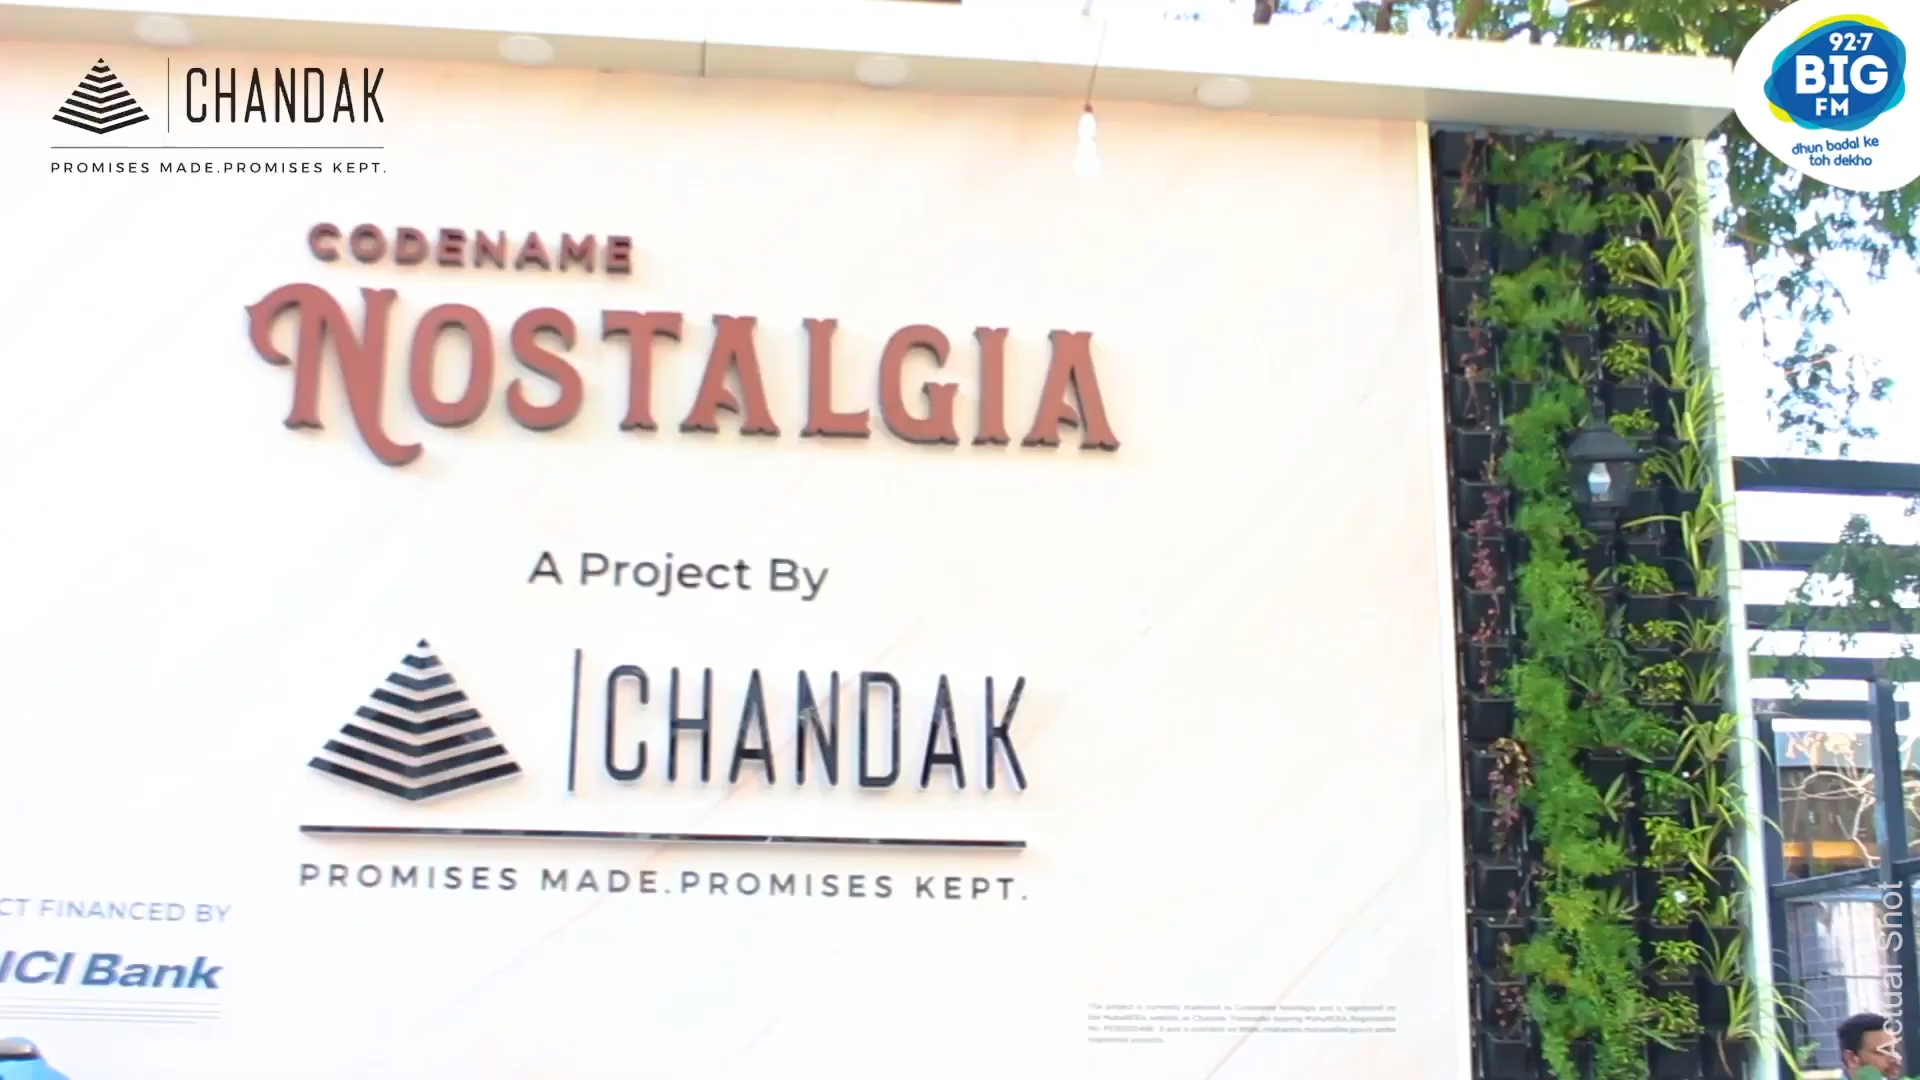 CHANDAK
PROMISES MADE.PROMISES KEPT.
92.7
BIG
FM
dhun badal ke
toh dekho
CODENAME
NOSTALGIA
A Project By
CHANDAK
PROMISES MADE.PROMISES KEPT.
CT FINANCED BY
ICI Bank
Actual Shot